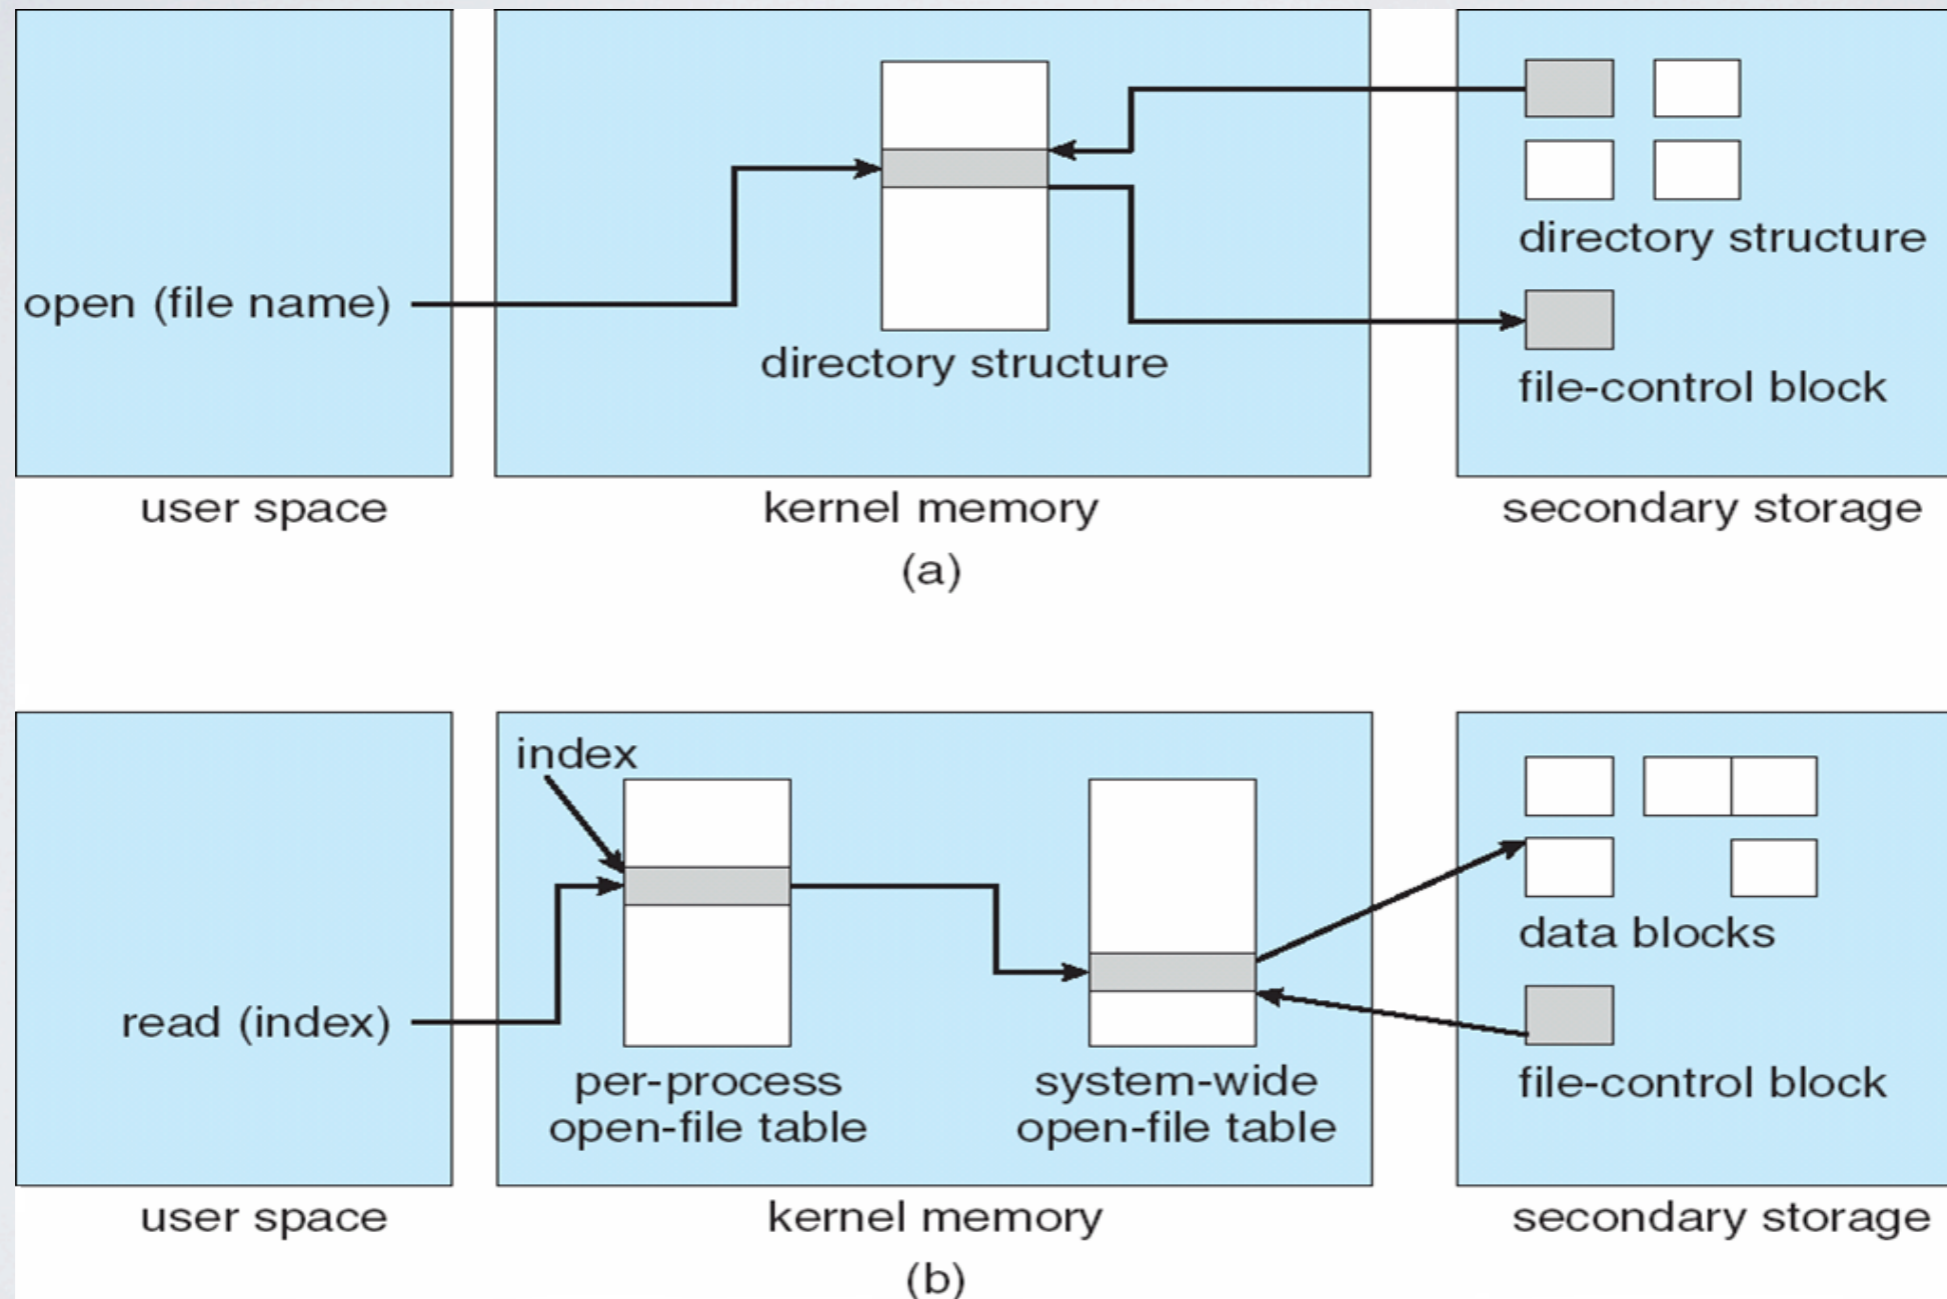 open (file name)
directory structure
directory structure
file-control block
user space
kernel memory
secondary storage
(a)
index
data blocks
read (index)
per-process
open-file table
system-wide
open-file table
file-control block
user space
kernel memory
secondary storage
(b)